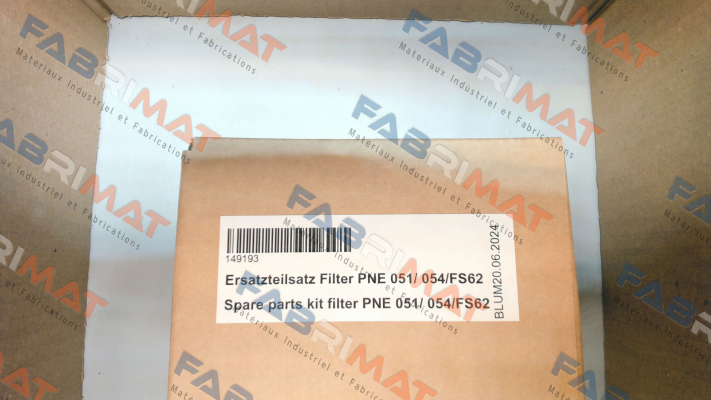 149193
Ersatzteilsatz Filter PNE 051/ 054/FS62
Spare parts kit filter PNE 051/ 054/FS62
BLUM20.06.2024
FABRIMAT
Matériaux Industriel et Fabrications